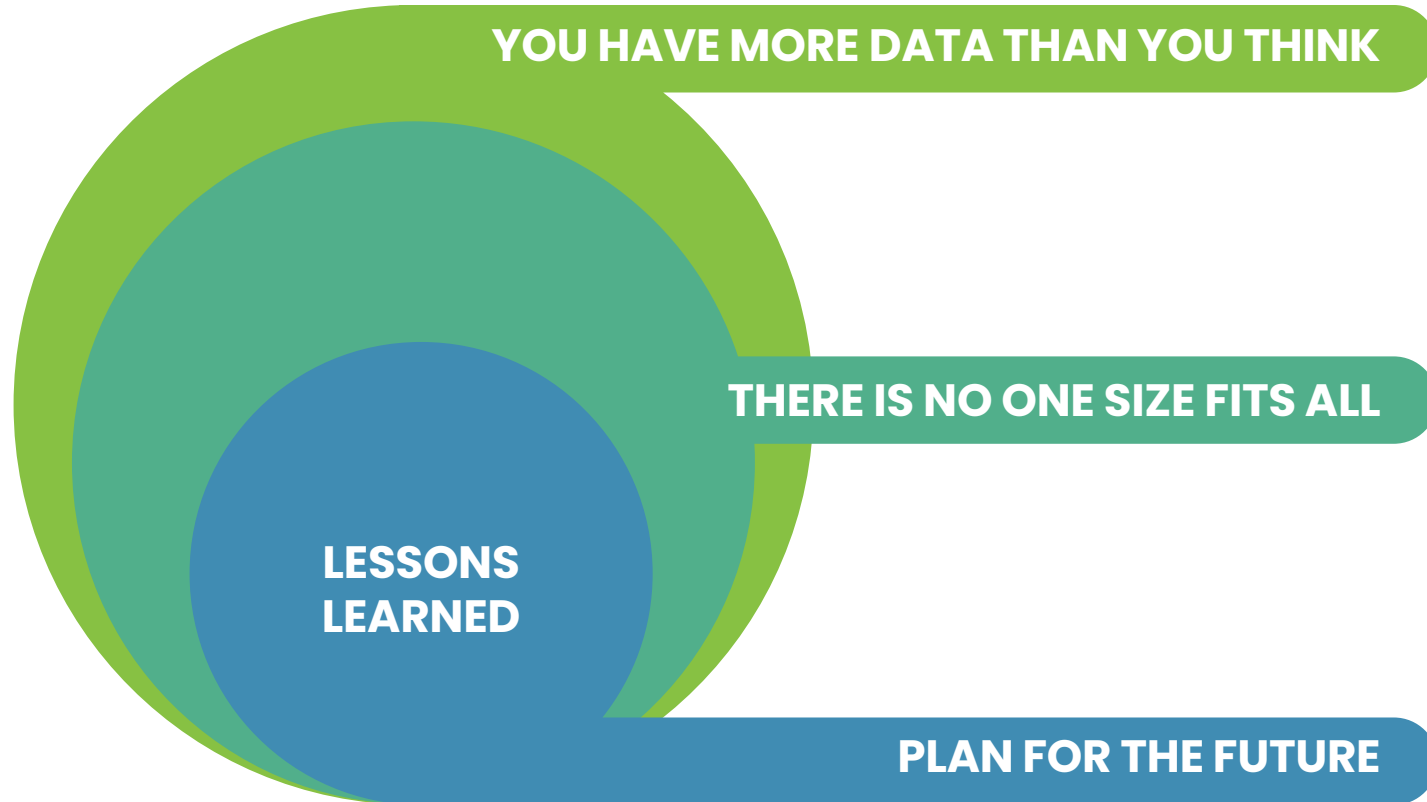 YOU HAVE MORE DATA THAN YOU THINK
THERE IS NO ONE SIZE FITS ALL
LESSONS
LEARNED
PLAN FOR THE FUTURE